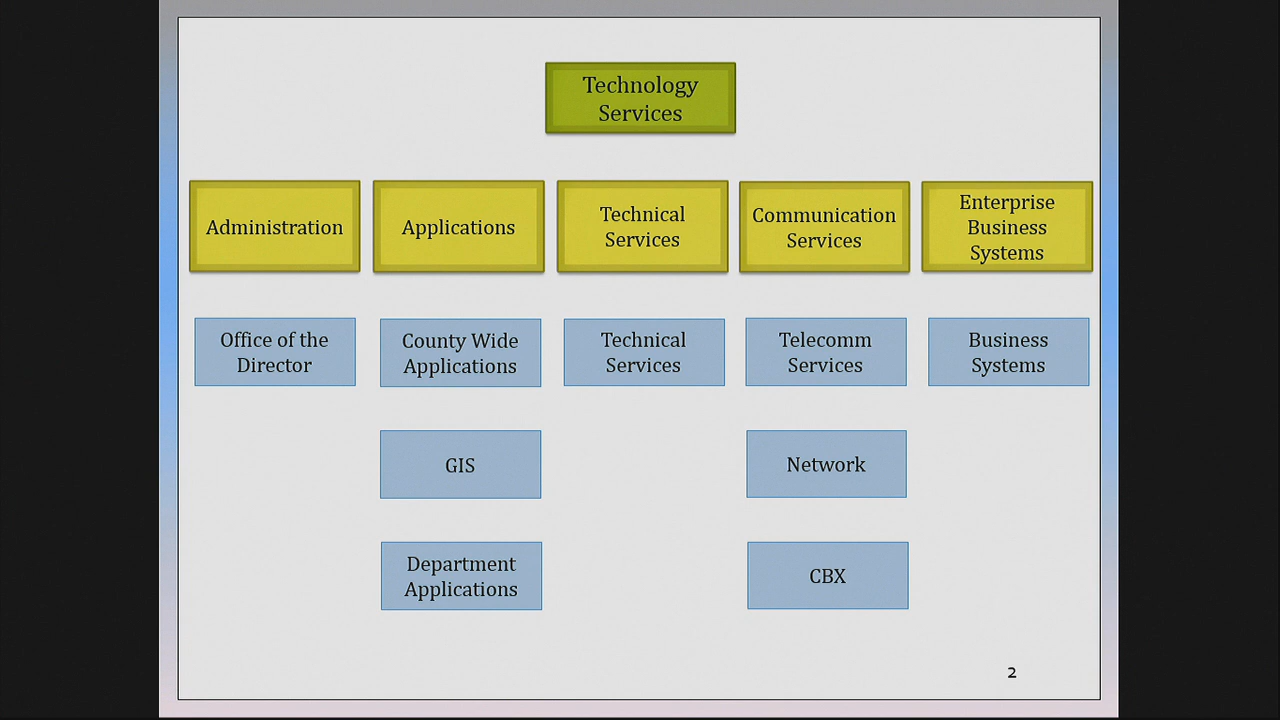 Technology
Services
Administration
Applications
Technical
Services
Communication
Services
Enterprise
Business
Systems
Office of the
Director
County Wide
Applications
Technical
Services
Telecomm
Services
Business
Systems
GIS
Network
Department
Applications
CBX
2